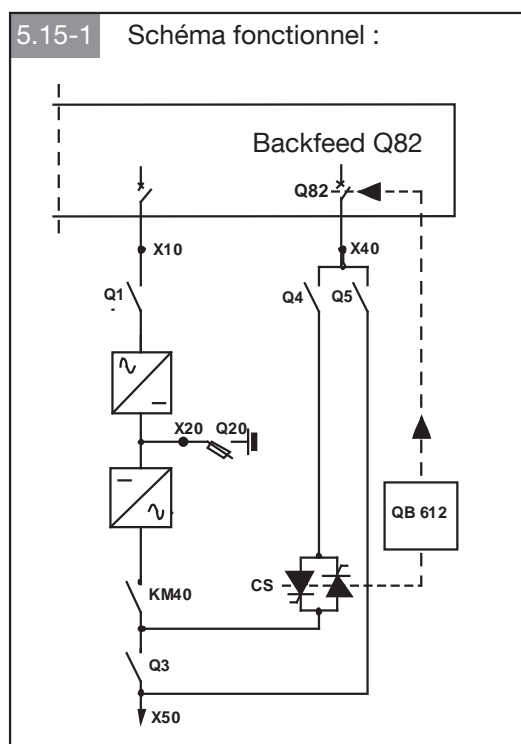 5.15-1 Schéma fonctionnel :
Backfeed Q82
Q82
X10
X40
Q1
Q4
Q5
X20
Q20
QB 612
KM40
CS
Q3
X50